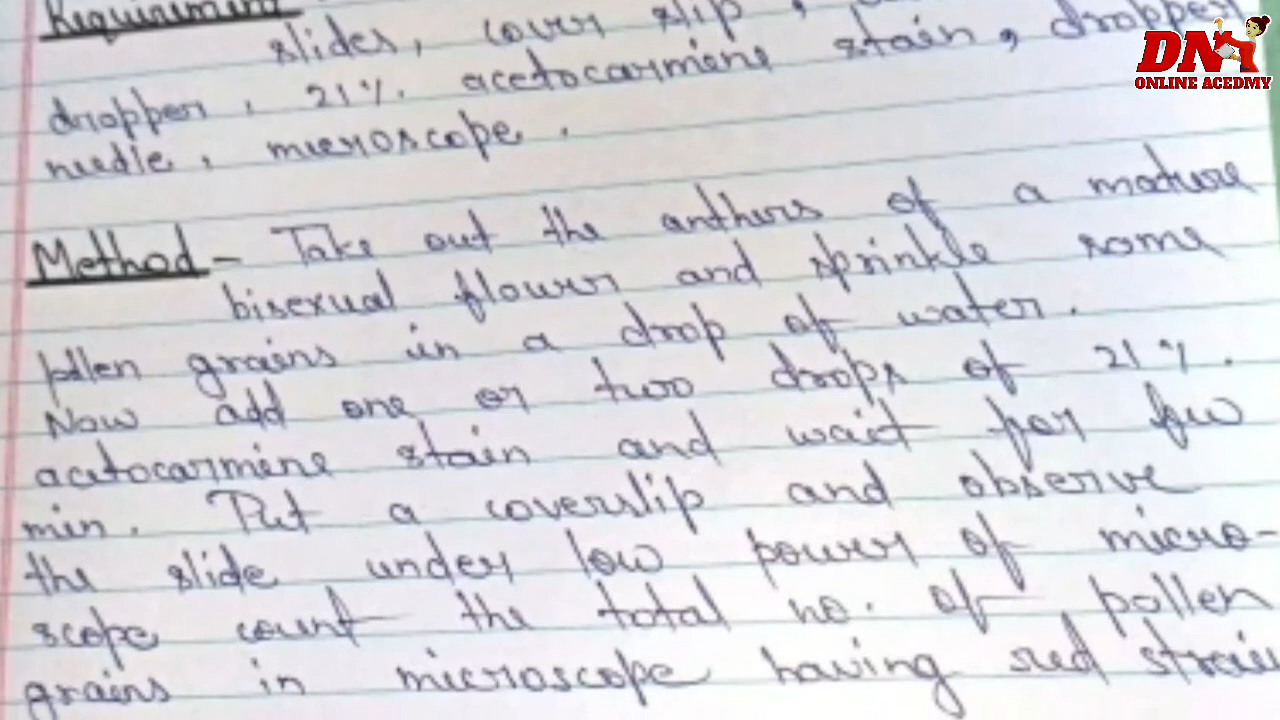 Requirement
slides, cover slip,
dropper, 21%. acetocarmine stain, dropper
needle, microscope.
Method - Take out the anthers of a mature
bisexual flower and sprinkle some
pollen grains in a drop of water.
Now add one or two drops of 21%.
acetocarmine stain and wait for few
min. Put a coverslip and observe
the slide under low power of micro-
scope count the total no. of pollen
grains in microscope having red
DN
ONLINE ACEDMY